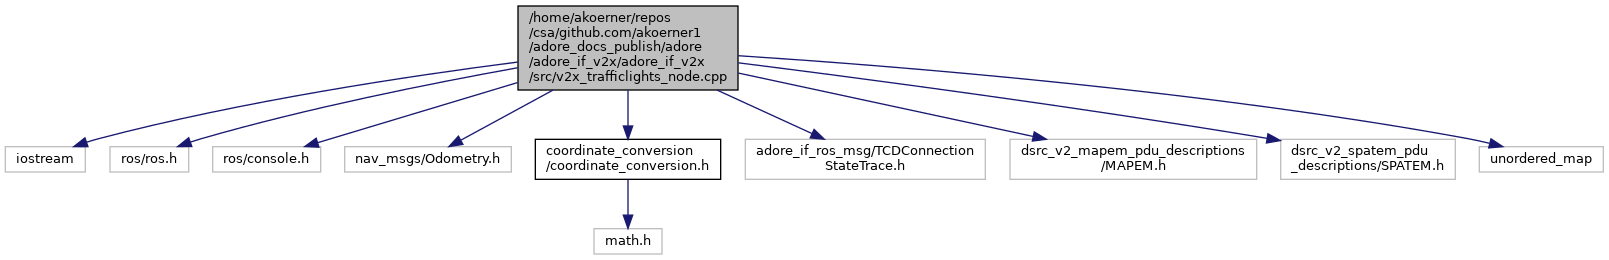 /home/akoerner/repos
/csa/github.com/akoerner1
/adore_docs_publish/adore
/adore_if_v2x/adore_if_v2x
/src/v2x_trafficlights_node.cpp
iostream
ros/ros.h
ros/console.h
nav_msgs/Odometry.h
coordinate_conversion
/coordinate_conversion.h
adore_if_ros_msg/TCDConnection
StateTrace.h
dsrc_v2_mapem_pdu_descriptions
/MAPEM.h
dsrc_v2_spatem_pdu
_descriptions/SPATEM.h
unordered_map
math.h